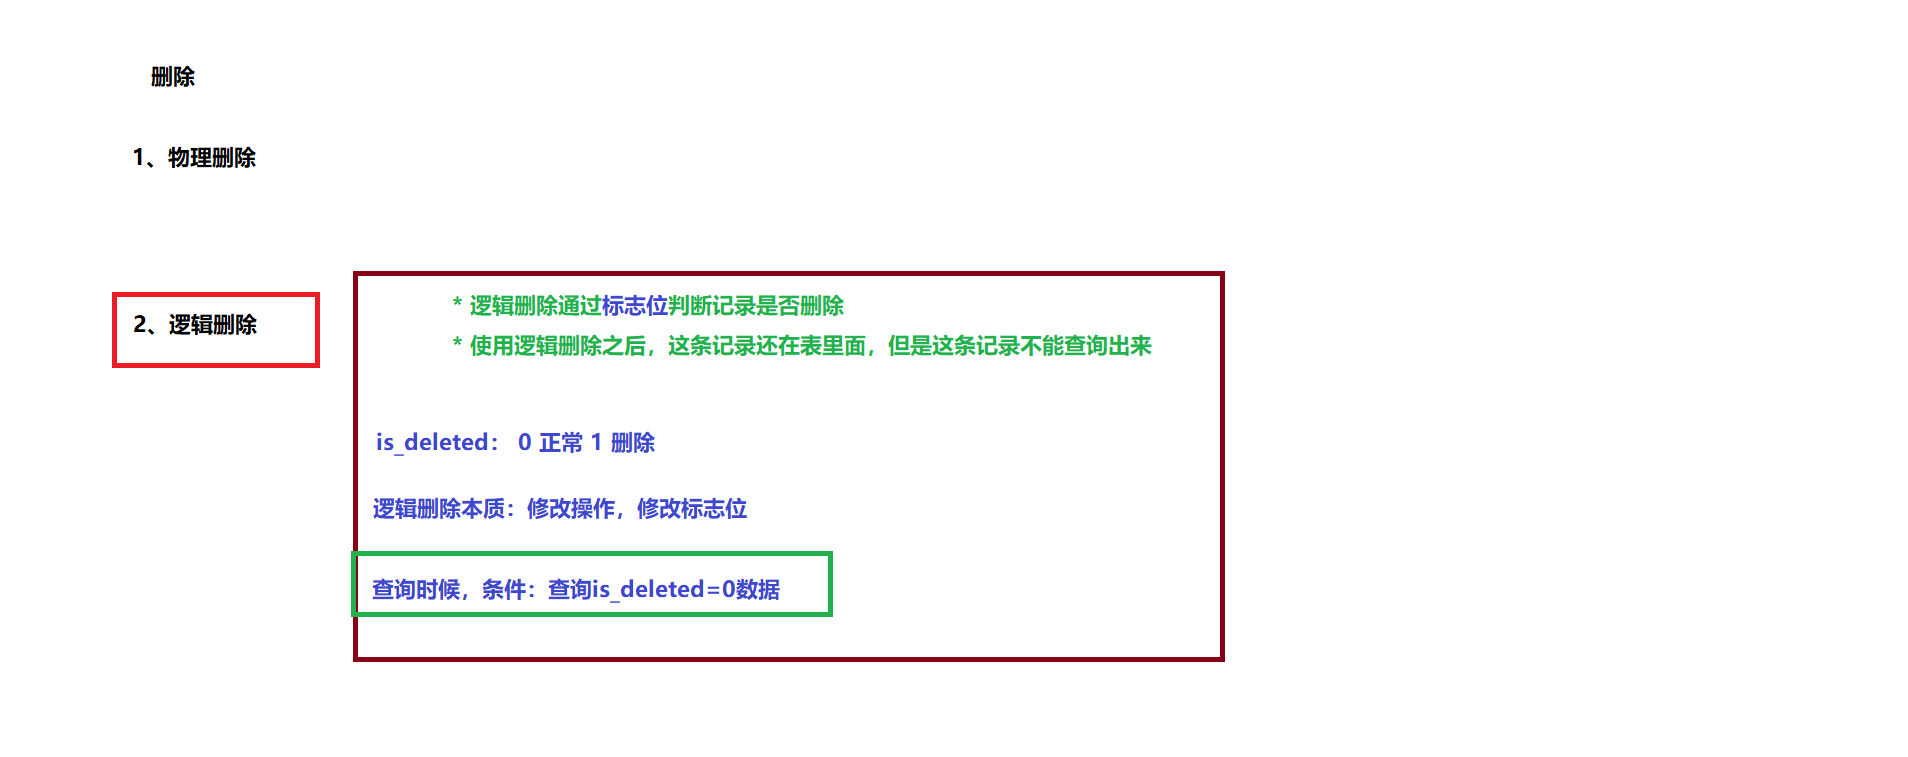 删除
1、物理删除
2、逻辑删除
* 逻辑删除通过标志位判断记录是否删除
* 使用逻辑删除之后，这条记录还在表里面，但是这条记录不能查询出来
is_deleted： 0 正常 1 删除
逻辑删除本质：修改操作，修改标志位
查询时候，条件：查询is_deleted=0数据